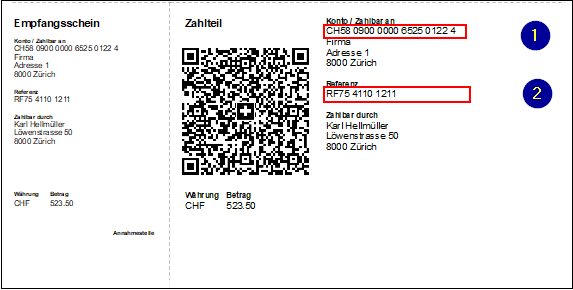 Empfangsschein
Konto / Zahlbar an
CH58 0900 0000 6525 0122 4
Firma
Adresse 1
8000 Zürich
Referenz
RF75 4110 1211
Zahlbar durch
Karl Hellmüller
Löwenstrasse 50
8000 Zürich
Währung Betrag
CHF 523.50
Annahmestelle
Zahlteil
Währung Betrag
CHF 523.50
Konto / Zahlbar an
CH58 0900 0000 6525 0122 4
Firma
Adresse 1
8000 Zürich
Referenz
RF75 4110 1211
Zahlbar durch
Karl Hellmüller
Löwenstrasse 50
8000 Zürich
1
2